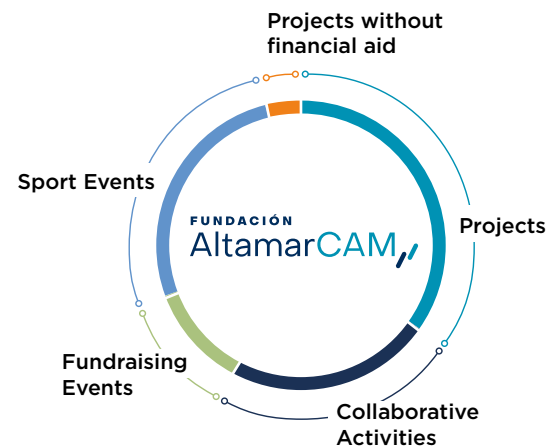 Projects without
financial aid
Sport Events
FUNDACIÓN
AltamarCAM
Projects
Fundraising
Events
Collaborative
Activities